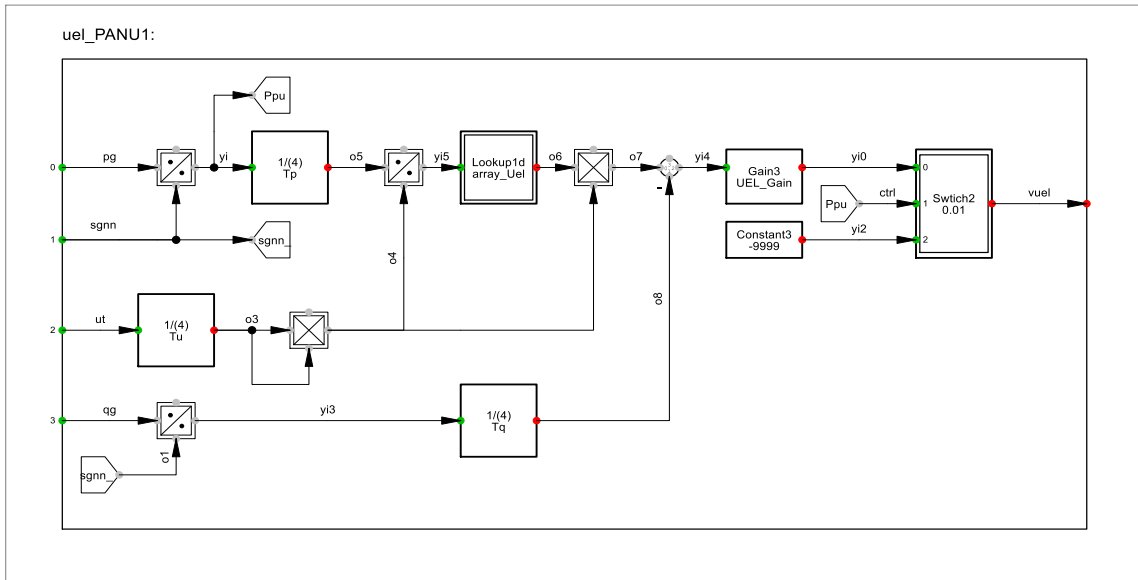 uel_PANU1:
Ppu
pg
yi
1/(4)
Tp
o5
yi5
Lookup1d
array_Uel
o6
o7
yi4
Gain3
UEL_Gain
yi0
0
0
sgnn
1
sgnn_
o4
Ppu
ctrl
1
Swtich2
0.01
vuel
Constant3
-9999
yi2
2
-
ut
2
1/(4)
Tu
o3
o8
qg
3
yi3
1/(4)
Tq
o1
sgnn_